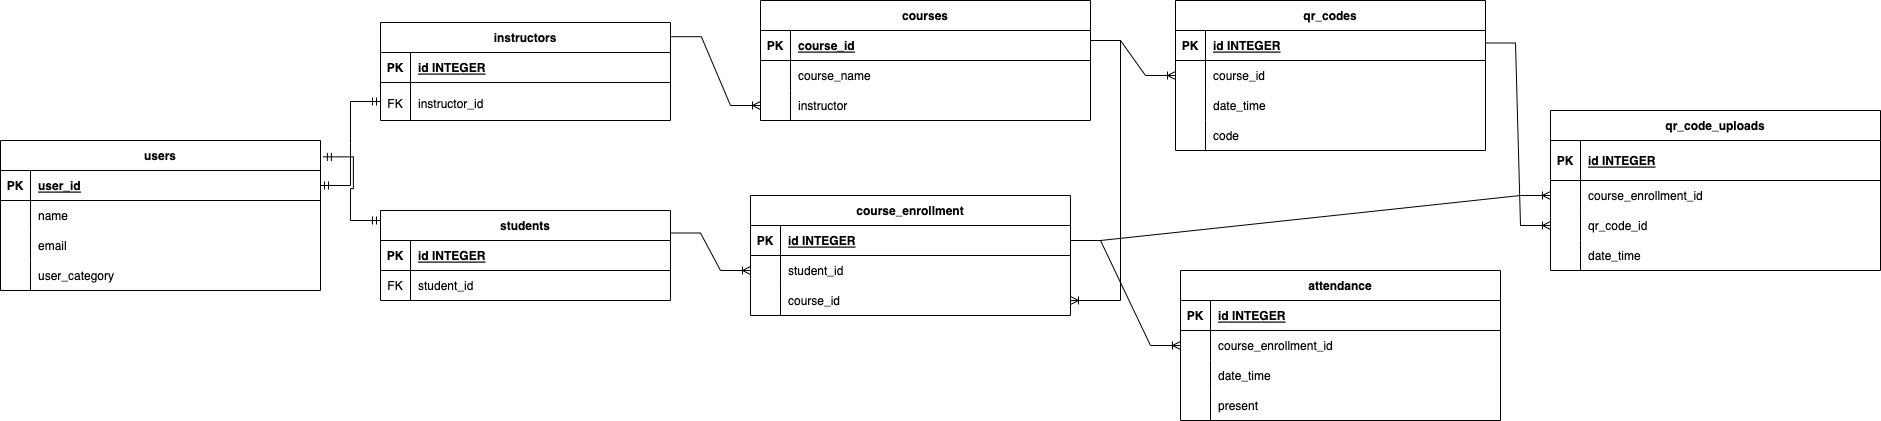 instructors
PK id INTEGER
FK instructor_id
courses
PK course_id
course_name
instructor
qr_codes
PK id INTEGER
course_id
date_time
code
qr_code_uploads
PK id INTEGER
course_enrollment_id
qr_code_id
date_time
users
PK user_id
name
email
user_category
students
PK id INTEGER
FK student_id
course_enrollment
PK id INTEGER
student_id
course_id
attendance
PK id INTEGER
course_enrollment_id
date_time
present